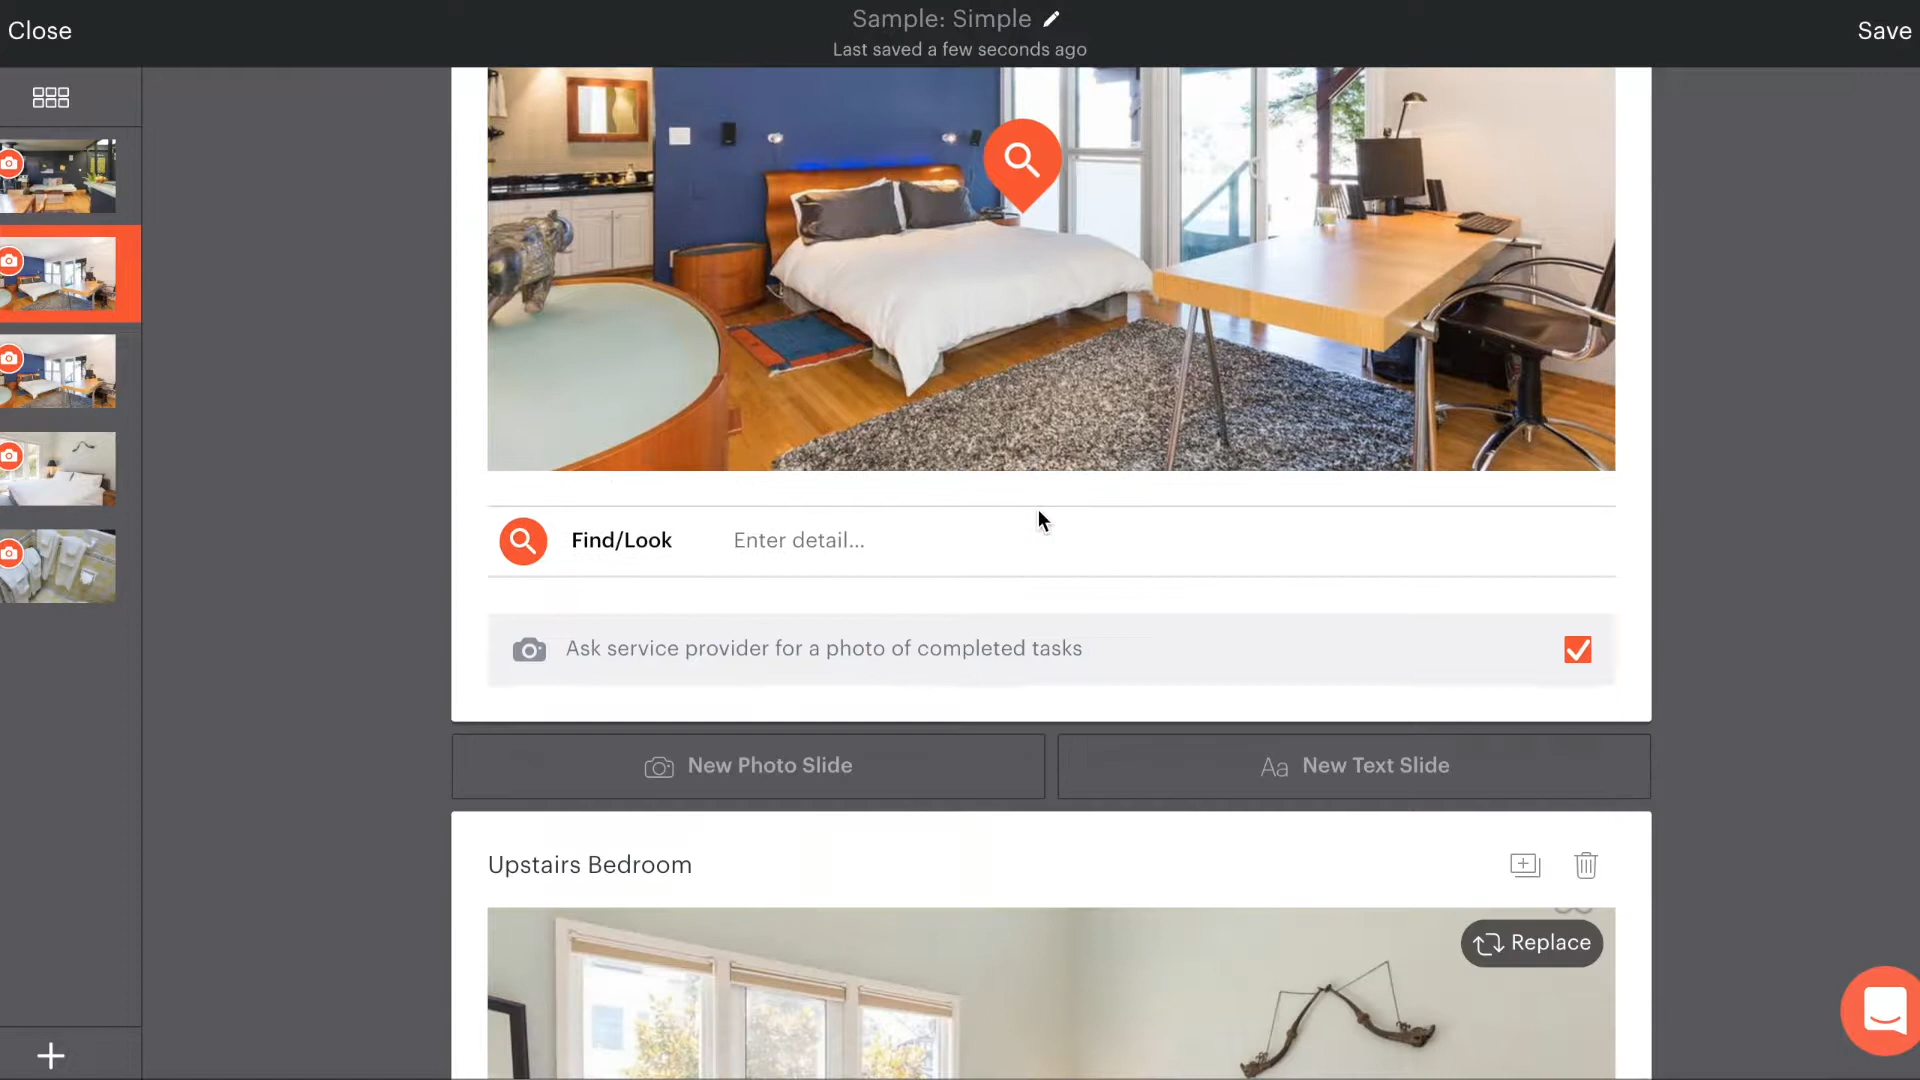 Close
Sample: Simple
Last saved a few seconds ago
Save
Find/Look
Enter detail...
Ask service provider for a photo of completed tasks
New Photo Slide
Aa New Text Slide
Upstairs Bedroom
Replace